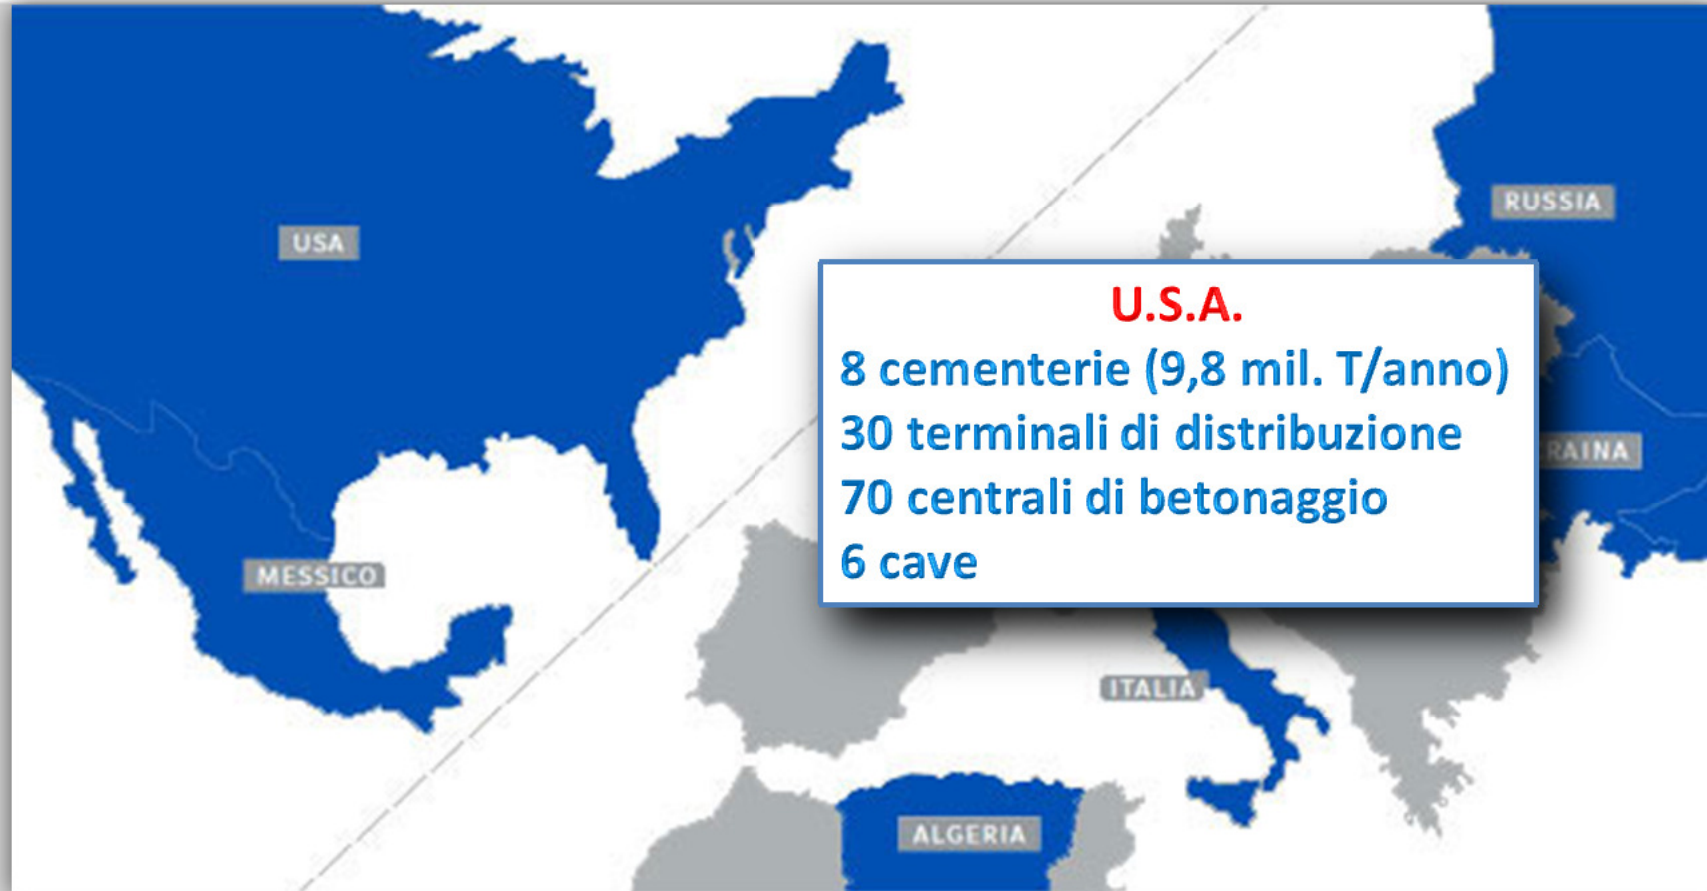 USA
RUSSIA
U.S.A.
8 cementerie (9,8 mil. T/anno)
30 terminali di distribuzione
70 centrali di betonaggio
6 cave
RAINA
MESSICO
ITALIA
ALGERIA